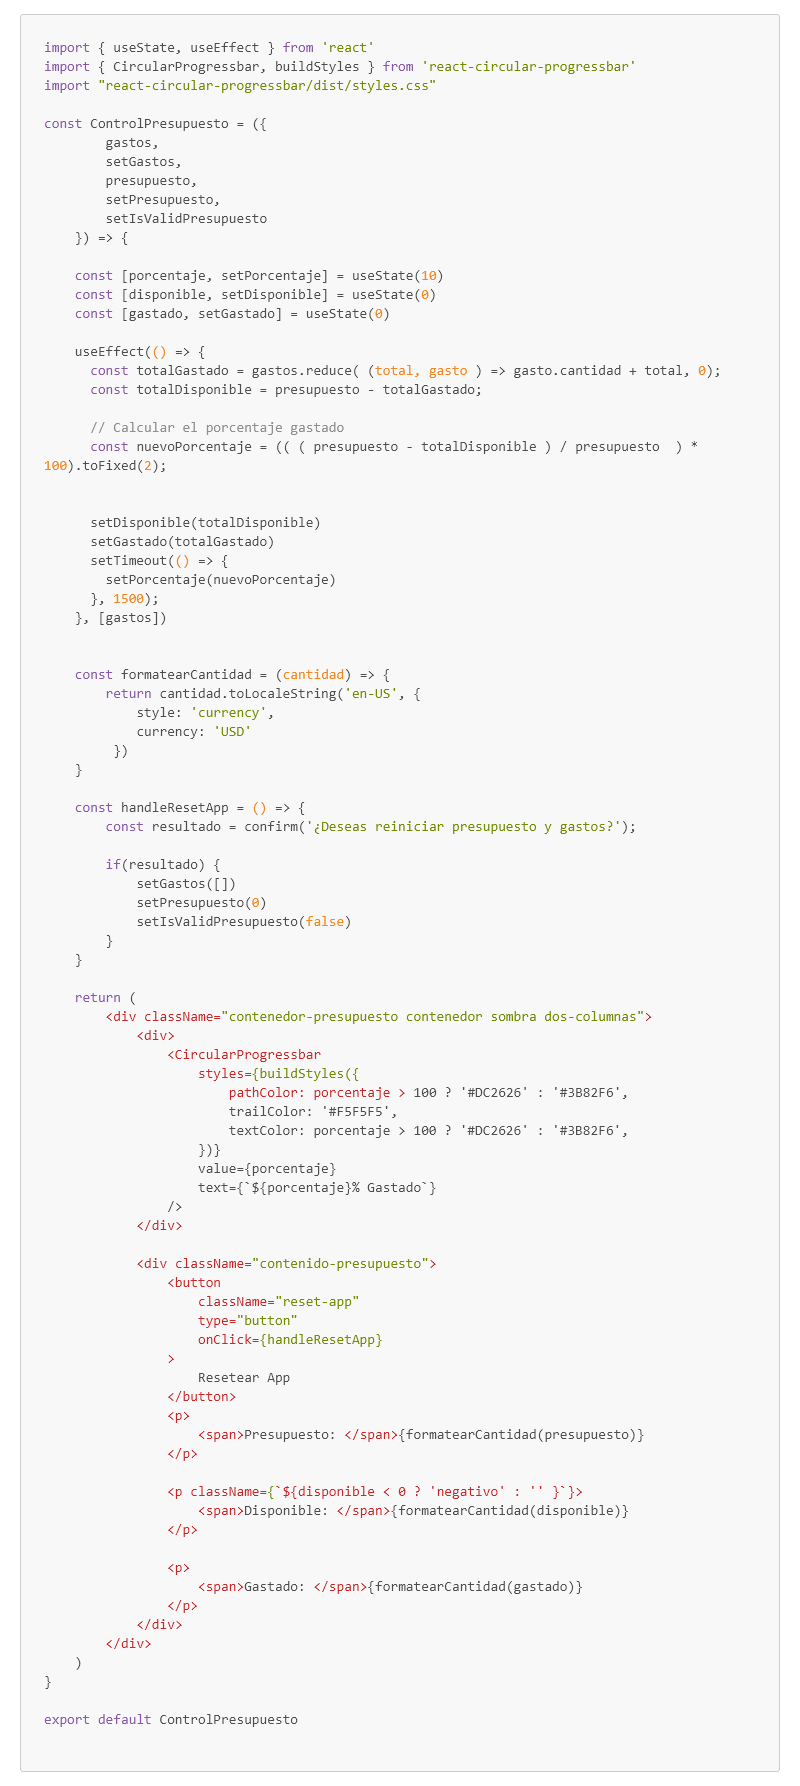 import { useState, useEffect } from 'react'
import { CircularProgressbar, buildStyles } from 'react-circular-progressbar'
import "react-circular-progressbar/dist/styles.css"

const ControlPresupuesto = ({
        gastos,
        setGastos,
        presupuesto,
        setPresupuesto,
        setIsValidPresupuesto
    }) => {

    const [porcentaje, setPorcentaje] = useState(10)
    const [disponible, setDisponible] = useState(0)
    const [gastado, setGastado] = useState(0)

    useEffect(() => {
      const totalGastado = gastos.reduce( (total, gasto ) => gasto.cantidad + total, 0);
      const totalDisponible = presupuesto - totalGastado;

      // Calcular el porcentaje gastado
      const nuevoPorcentaje = (( ( presupuesto - totalDisponible ) / presupuesto  ) *
100).toFixed(2);


      setDisponible(totalDisponible)
      setGastado(totalGastado)
      setTimeout(() => {
        setPorcentaje(nuevoPorcentaje)
      }, 1500);
    }, [gastos])


    const formatearCantidad = (cantidad) => {
        return cantidad.toLocaleString('en-US', {
            style: 'currency',
            currency: 'USD'
         })
    }

    const handleResetApp = () => {
        const resultado = confirm('¿Deseas reiniciar presupuesto y gastos?');

        if(resultado) {
            setGastos([])
            setPresupuesto(0)
            setIsValidPresupuesto(false)
        }
    }

    return (
        <div className="contenedor-presupuesto contenedor sombra dos-columnas">
            <div>
                <CircularProgressbar
                    styles={buildStyles({
                        pathColor: porcentaje > 100 ? '#DC2626' : '#3B82F6',
                        trailColor: '#F5F5F5',
                        textColor: porcentaje > 100 ? '#DC2626' : '#3B82F6',
                    })}
                    value={porcentaje}
                    text={`${porcentaje}% Gastado`}
                />
            </div>

            <div className="contenido-presupuesto">
                <button
                    className="reset-app"
                    type="button"
                    onClick={handleResetApp}
                >
                    Resetear App
                </button>
                <p>
                    <span>Presupuesto: </span>{formatearCantidad(presupuesto)}
                </p>

                <p className={`${disponible < 0 ? 'negativo' : '' }`}>
                    <span>Disponible: </span>{formatearCantidad(disponible)}
                </p>

                <p>
                    <span>Gastado: </span>{formatearCantidad(gastado)}
                </p>
            </div>
        </div>
    )
}

export default ControlPresupuesto